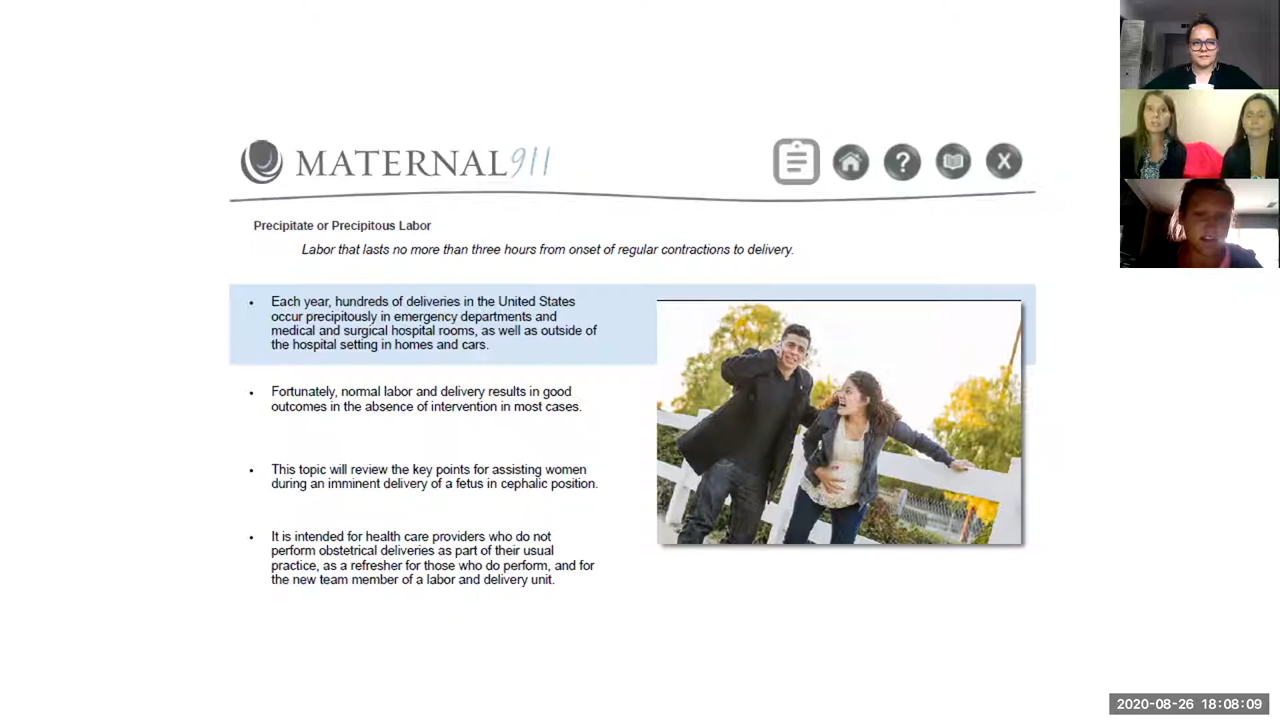 MATERNAL911
?
X
Precipitate or Precipitous Labor
Labor that lasts no more than three hours from onset of regular contractions to delivery.
• Each year, hundreds of deliveries in the United States
occur precipitously in emergency departments and
medical and surgical hospital rooms, as well as outside of
the hospital setting in homes and cars.
• Fortunately, normal labor and delivery results in good
outcomes in the absence of intervention in most cases.
• This topic will review the key points for assisting women
during an imminent delivery of a fetus in cephalic position.
• It is intended for health care providers who do not
perform obstetrical deliveries as part of their usual
practice, as a refresher for those who do perform, and for
the new team member of a labor and delivery unit.
2020-08-26 18:08:09